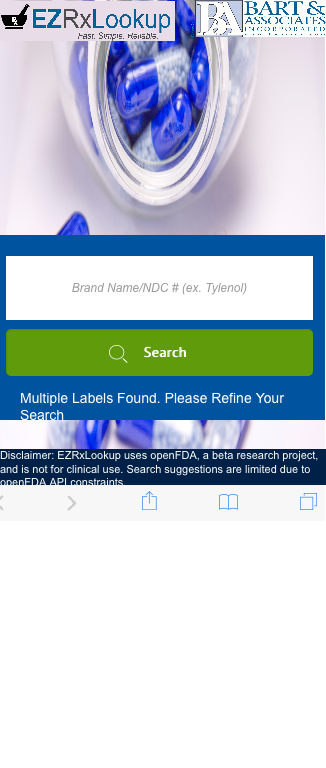 EZRxLookup
Fast. Simple. Reliable.
BART &
ASSOCIATES
INCORPORATED
Brand Name/NDC # (ex. Tylenol)
Search
Multiple Labels Found. Please Refine Your
Search
Disclaimer: EZRxLookup uses openFDA, a beta research project,
and is not for clinical use. Search suggestions are limited due to
openFDA API constraints